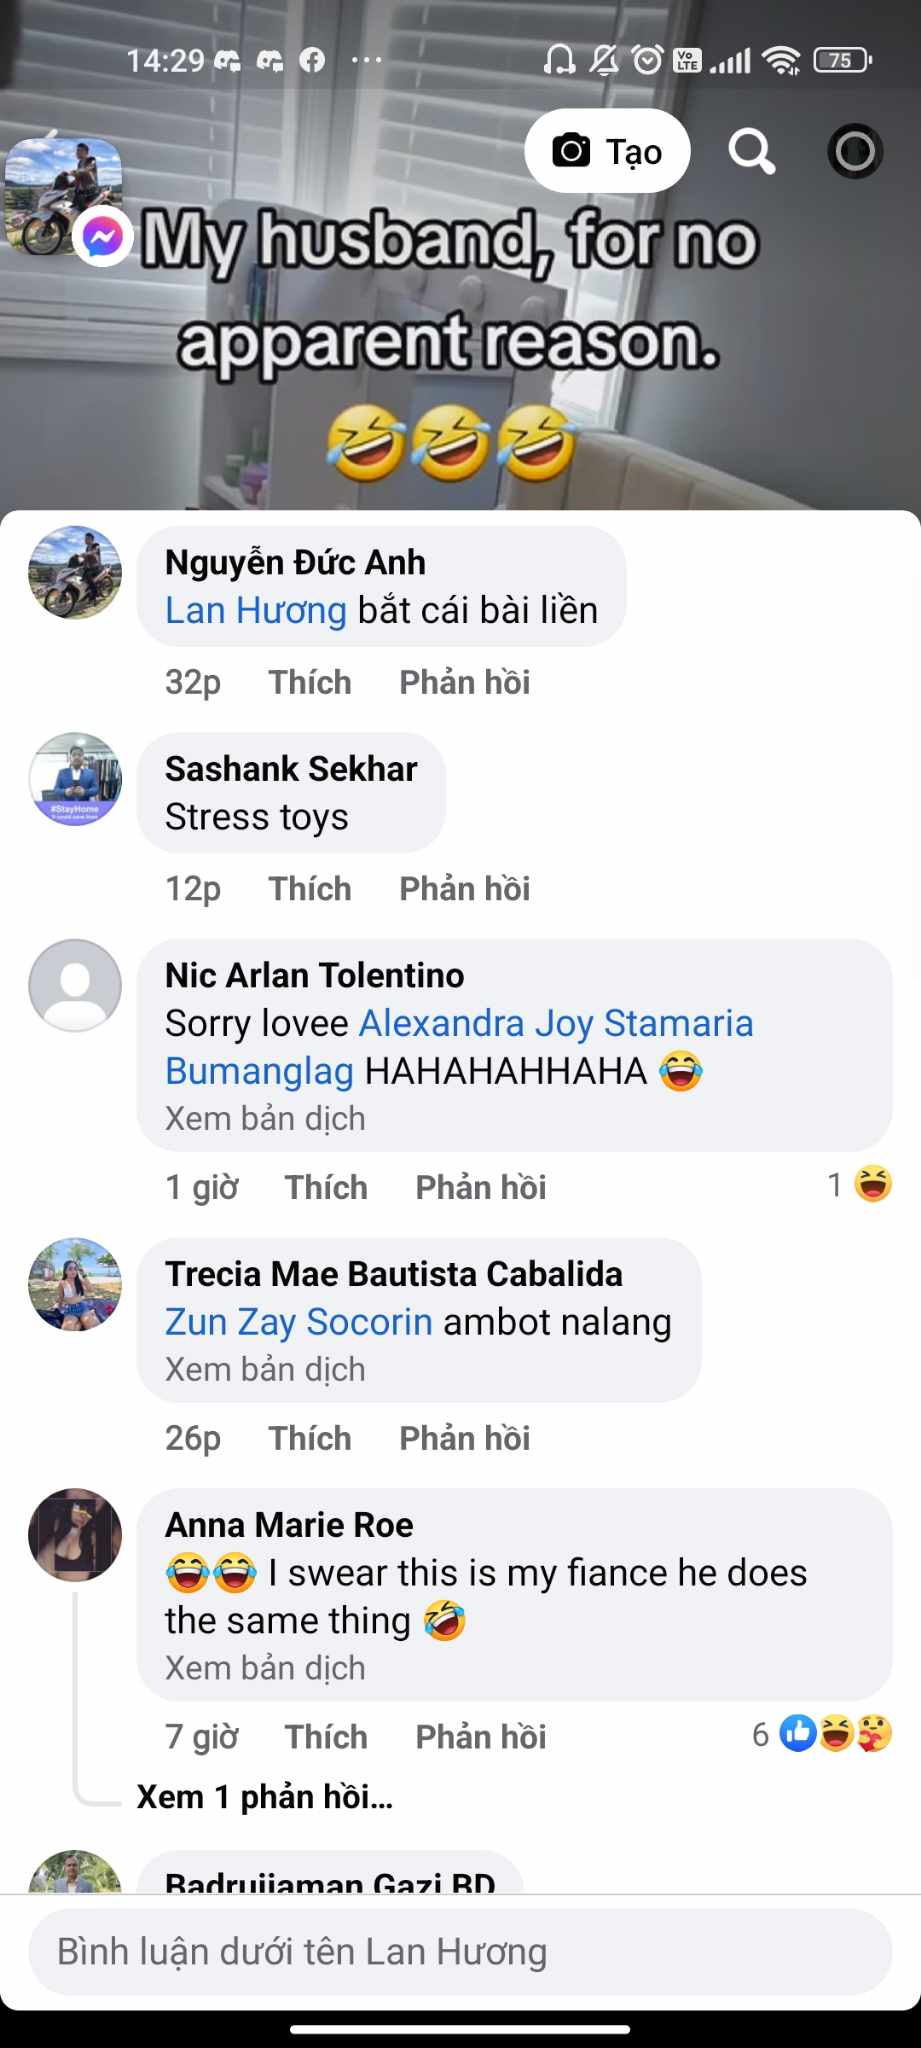 14:29
Vo
LTE
75
Tạo
My husband, for no
apparent reason.
🤣🤣🤣
Nguyễn Đức Anh
Lan Hương bắt cái bài liền
32p Thích Phản hồi
#StayHome
Sashank Sekhar
Stress toys
12p Thích Phản hồi
Nic Arlan Tolentino
Sorry lovee Alexandra Joy Stamaria
Bumanglag HAHAHAHHAHA 😂
Xem bản dịch
1 giờ Thích Phản hồi 1
Trecia Mae Bautista Cabalida
Zun Zay Socorin ambot nalang
Xem bản dịch
26p Thích Phản hồi
Anna Marie Roe
😂😂 I swear this is my fiance he does
the same thing 🤣
Xem bản dịch
7 giờ Thích Phản hồi 6
Xem 1 phản hồi...
Badrujjaman Gazi BD
Bình luận dưới tên Lan Hương